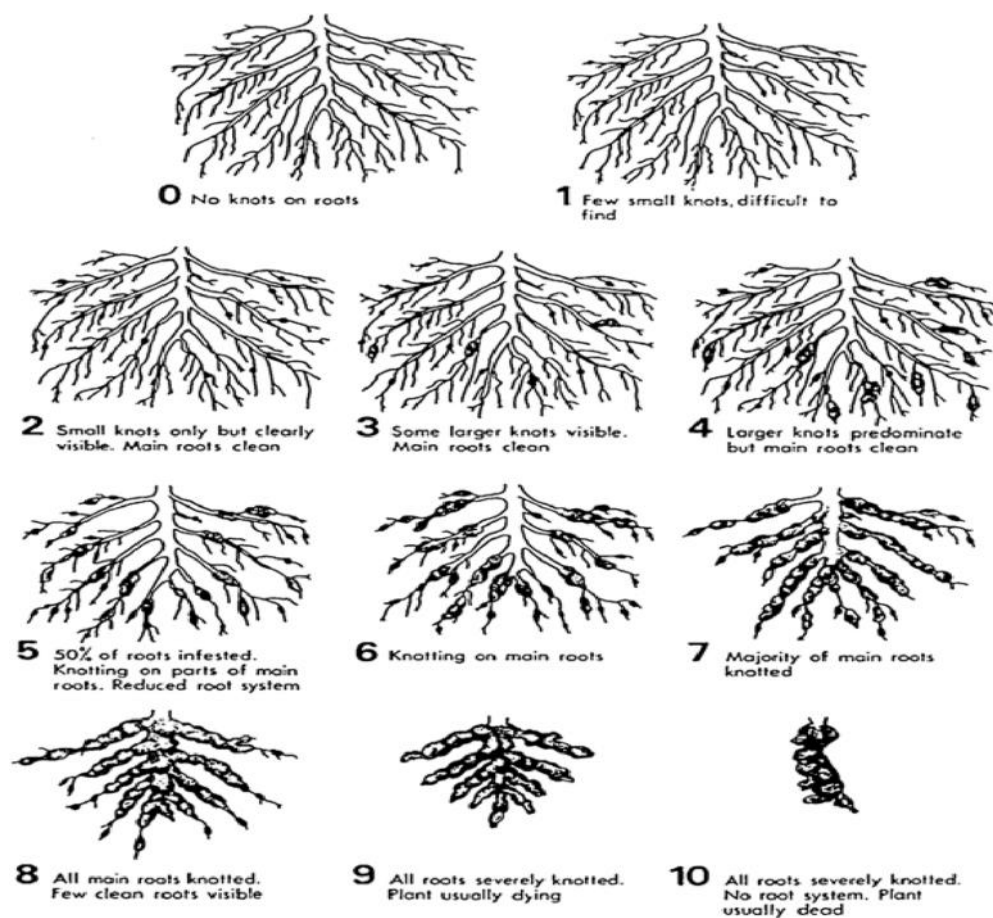 0 No knots on roots
1 Few small knots, difficult to
find
2 Small knots only but clearly
visible. Main roots clean
3 Some larger knots visible.
Main roots clean
4 Larger knots predominate
but main roots clean
5 50% of roots infested.
Knotting on parts of main
roots. Reduced root system
6 Knotting on main roots
7 Majority of main roots
knotted
8 All main roots knotted.
Few clean roots visible
9 All roots severely knotted.
Plant usually dying
10 All roots severely knotted.
No root system. Plant
usually dead